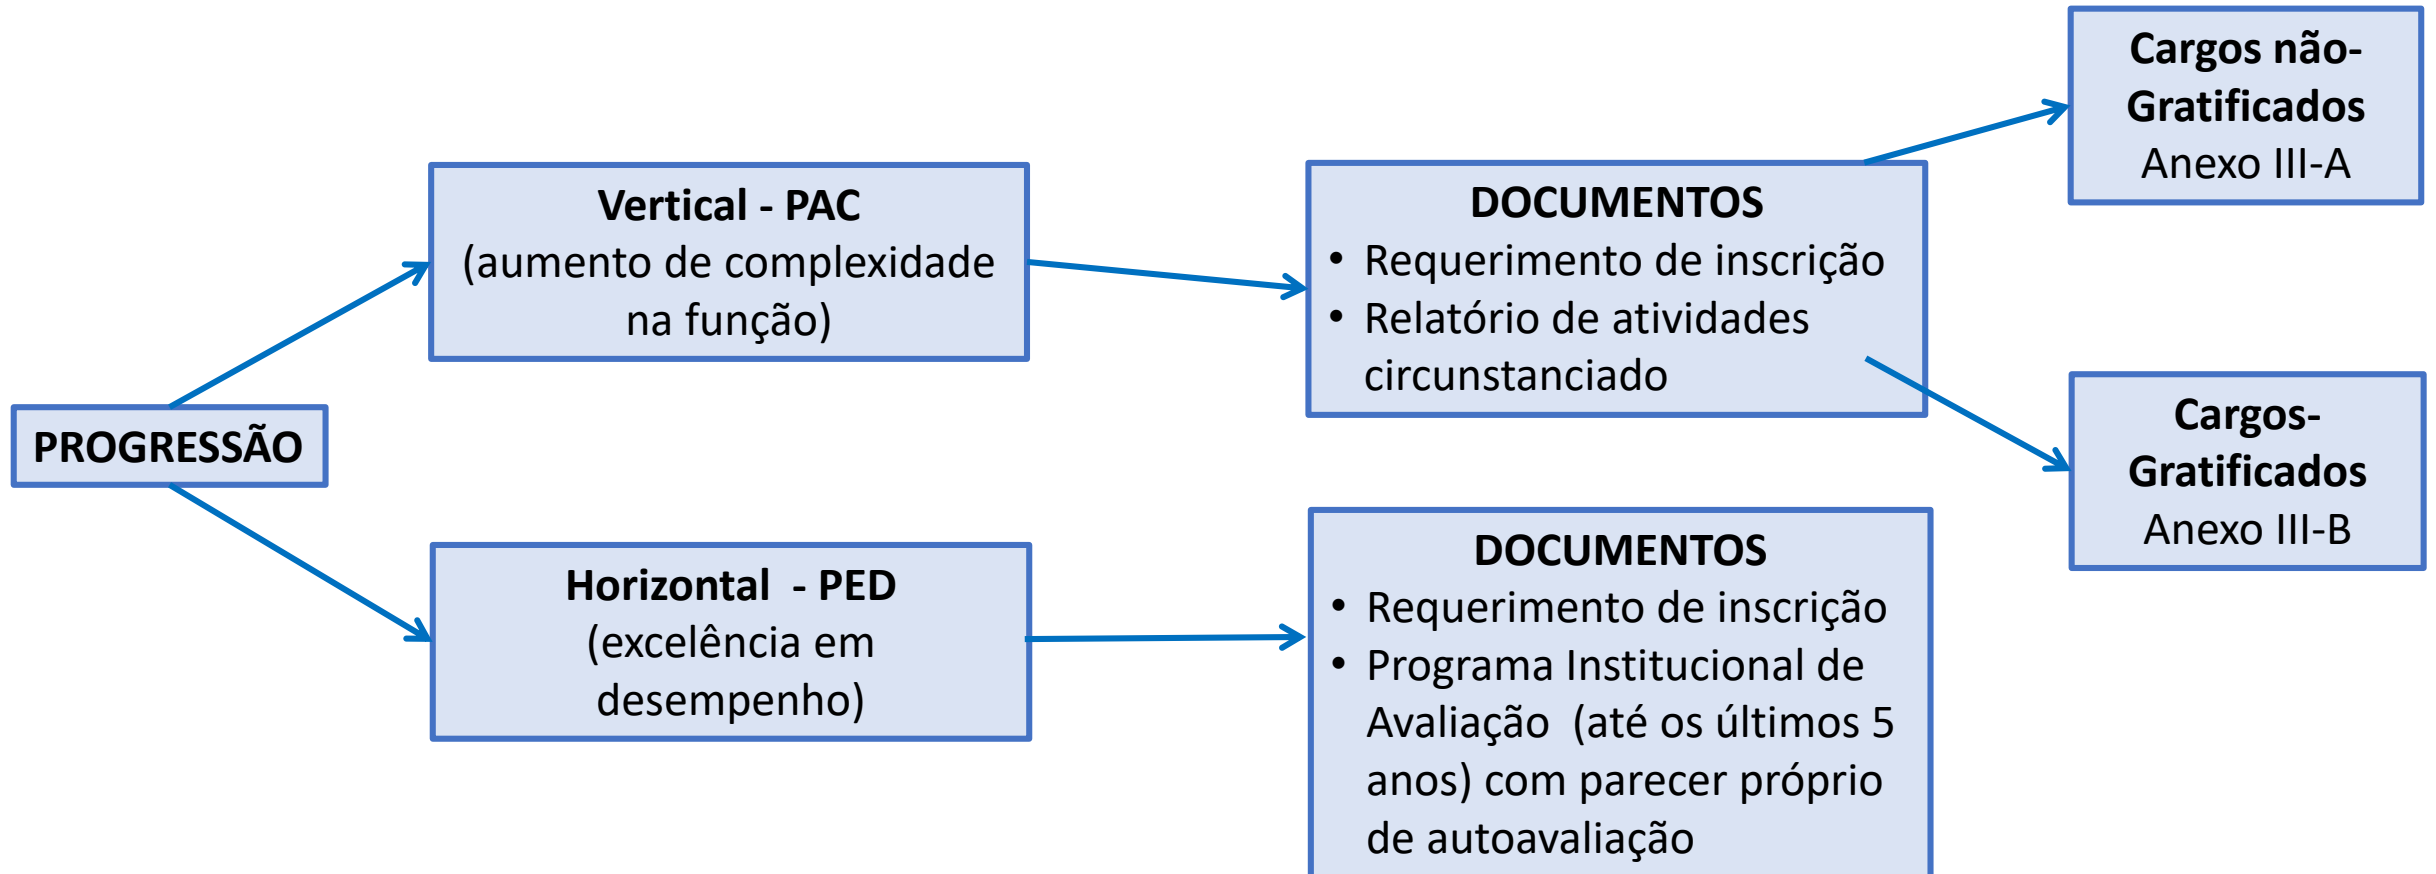 PROGRESSÃO
Vertical - PAC
(aumento de complexidade
na função)
DOCUMENTOS
• Requerimento de inscrição
• Relatório de atividades
circunstanciado
Cargos não-
Gratificados
Anexo III-A
Cargos-
Gratificados
Anexo III-B
Horizontal - PED
(excelência em
desempenho)
DOCUMENTOS
• Requerimento de inscrição
• Programa Institucional de
Avaliação (até os últimos 5
anos) com parecer próprio
de autoavaliação